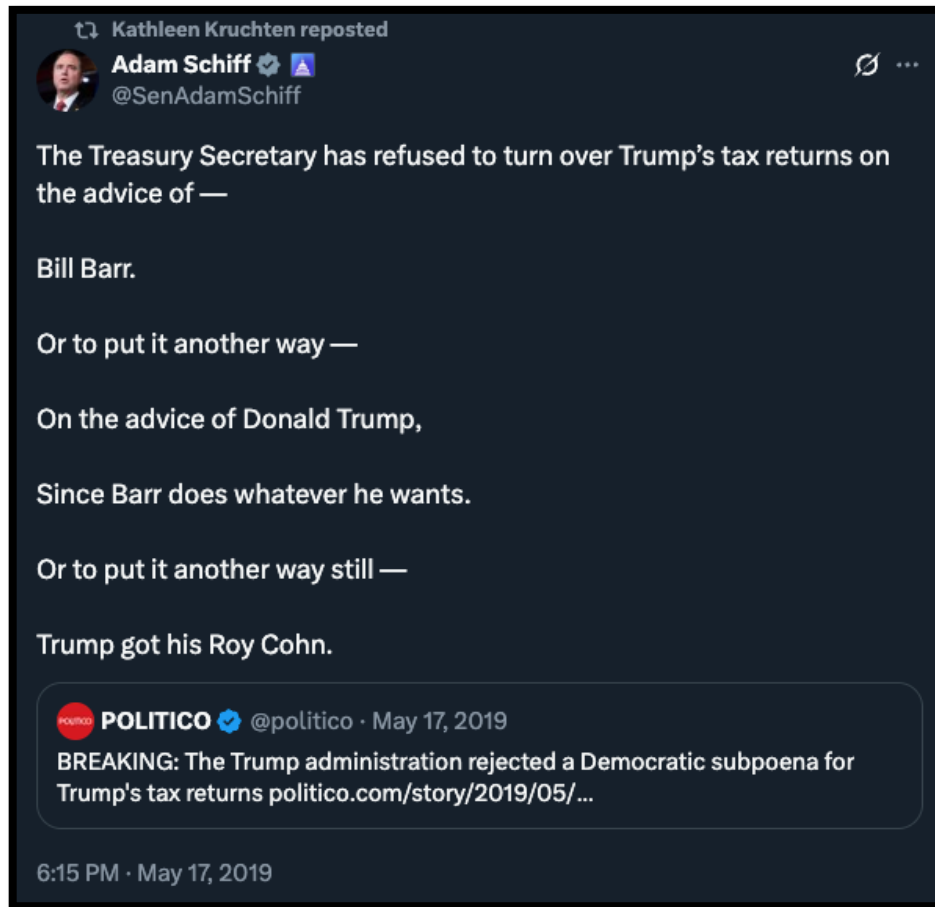 Kathleen Kruchten reposted
Adam Schiff
@SenAdamSchiff
The Treasury Secretary has refused to turn over Trump’s tax returns on
the advice of —
Bill Barr.
Or to put it another way —
On the advice of Donald Trump,
Since Barr does whatever he wants.
Or to put it another way still —
Trump got his Roy Cohn.
POLITICO
POLITICO @politico · May 17, 2019
BREAKING: The Trump administration rejected a Democratic subpoena for
Trump's tax returns politico.com/story/2019/05/...
6:15 PM · May 17, 2019